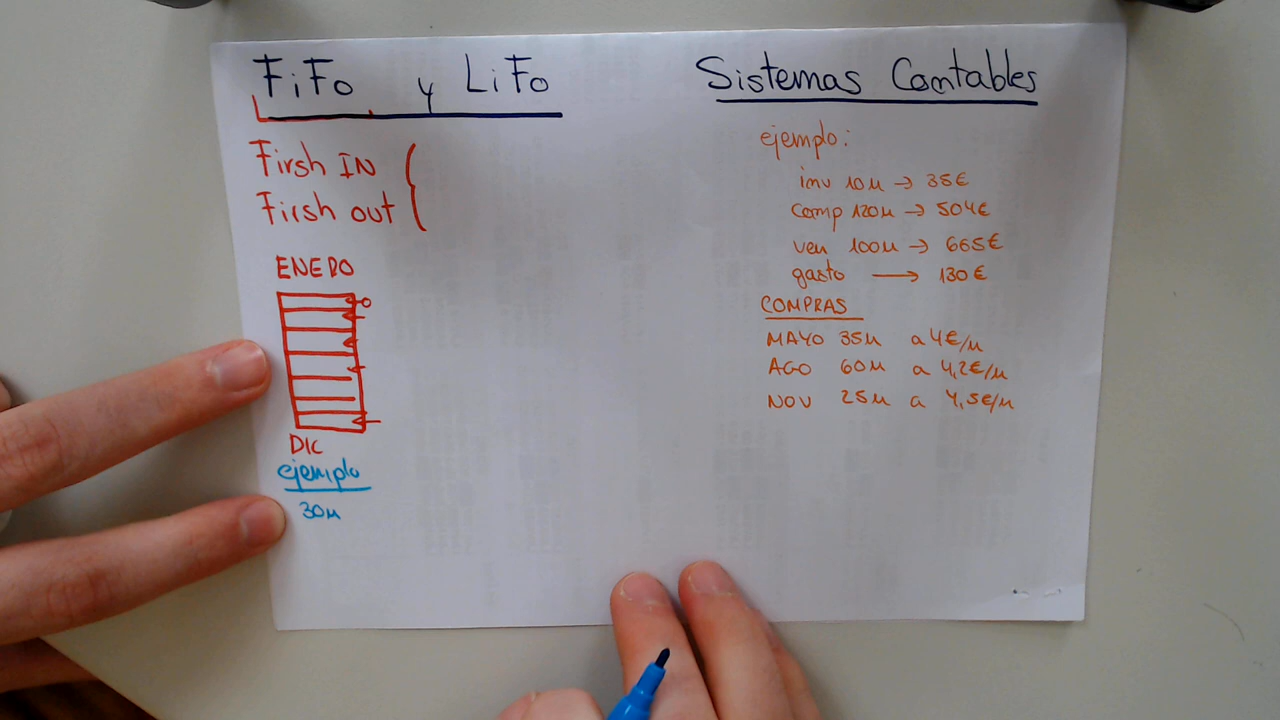 FiFo y LiFo
Firsh IN
Firsh out
ENERO
DIC
ejemplo
30u
Sistemas Contables
ejemplo:
inv 10u → 35€
Comp 120u → 504€
ven 100u → 665€
gasto → 130€
COMPRAS
MAYO 35u a 4€/u
AGO 60u a 4,2€/u
NOV 25u a 4,5€/u